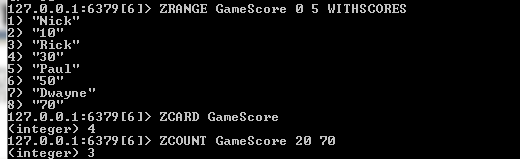 127.0.0.1:6379[6]> ZRANGE GameScore 0 5 WITHSCORES
1) "Nick"
2) "10"
3) "Rick"
4) "30"
5) "Paul"
6) "50"
7) "Dwayne"
8) "70"
127.0.0.1:6379[6]> ZCARD GameScore
(integer) 4
127.0.0.1:6379[6]> ZCOUNT GameScore 20 70
(integer) 3